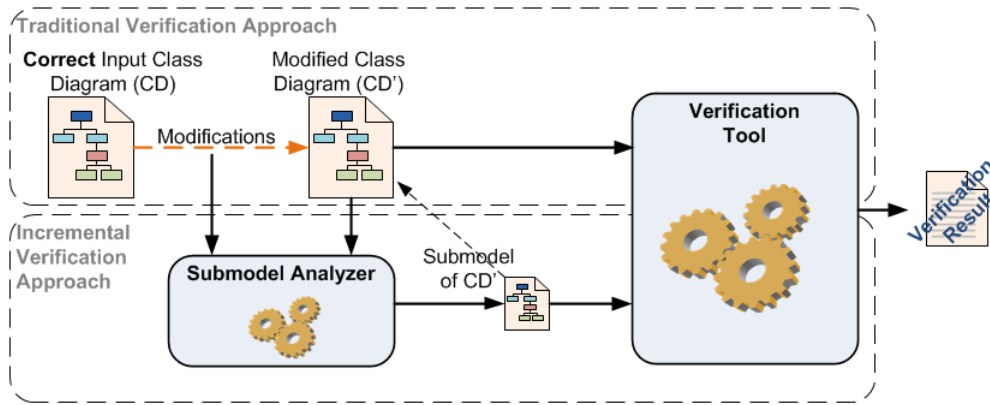 Traditional Verification Approach
Correct Input Class
Diagram (CD)
Modified Class
Diagram (CD’)
Modifications
Verification
Tool
Verification
Result
Incremental
Verification
Approach
Submodel Analyzer
Submodel
of CD’